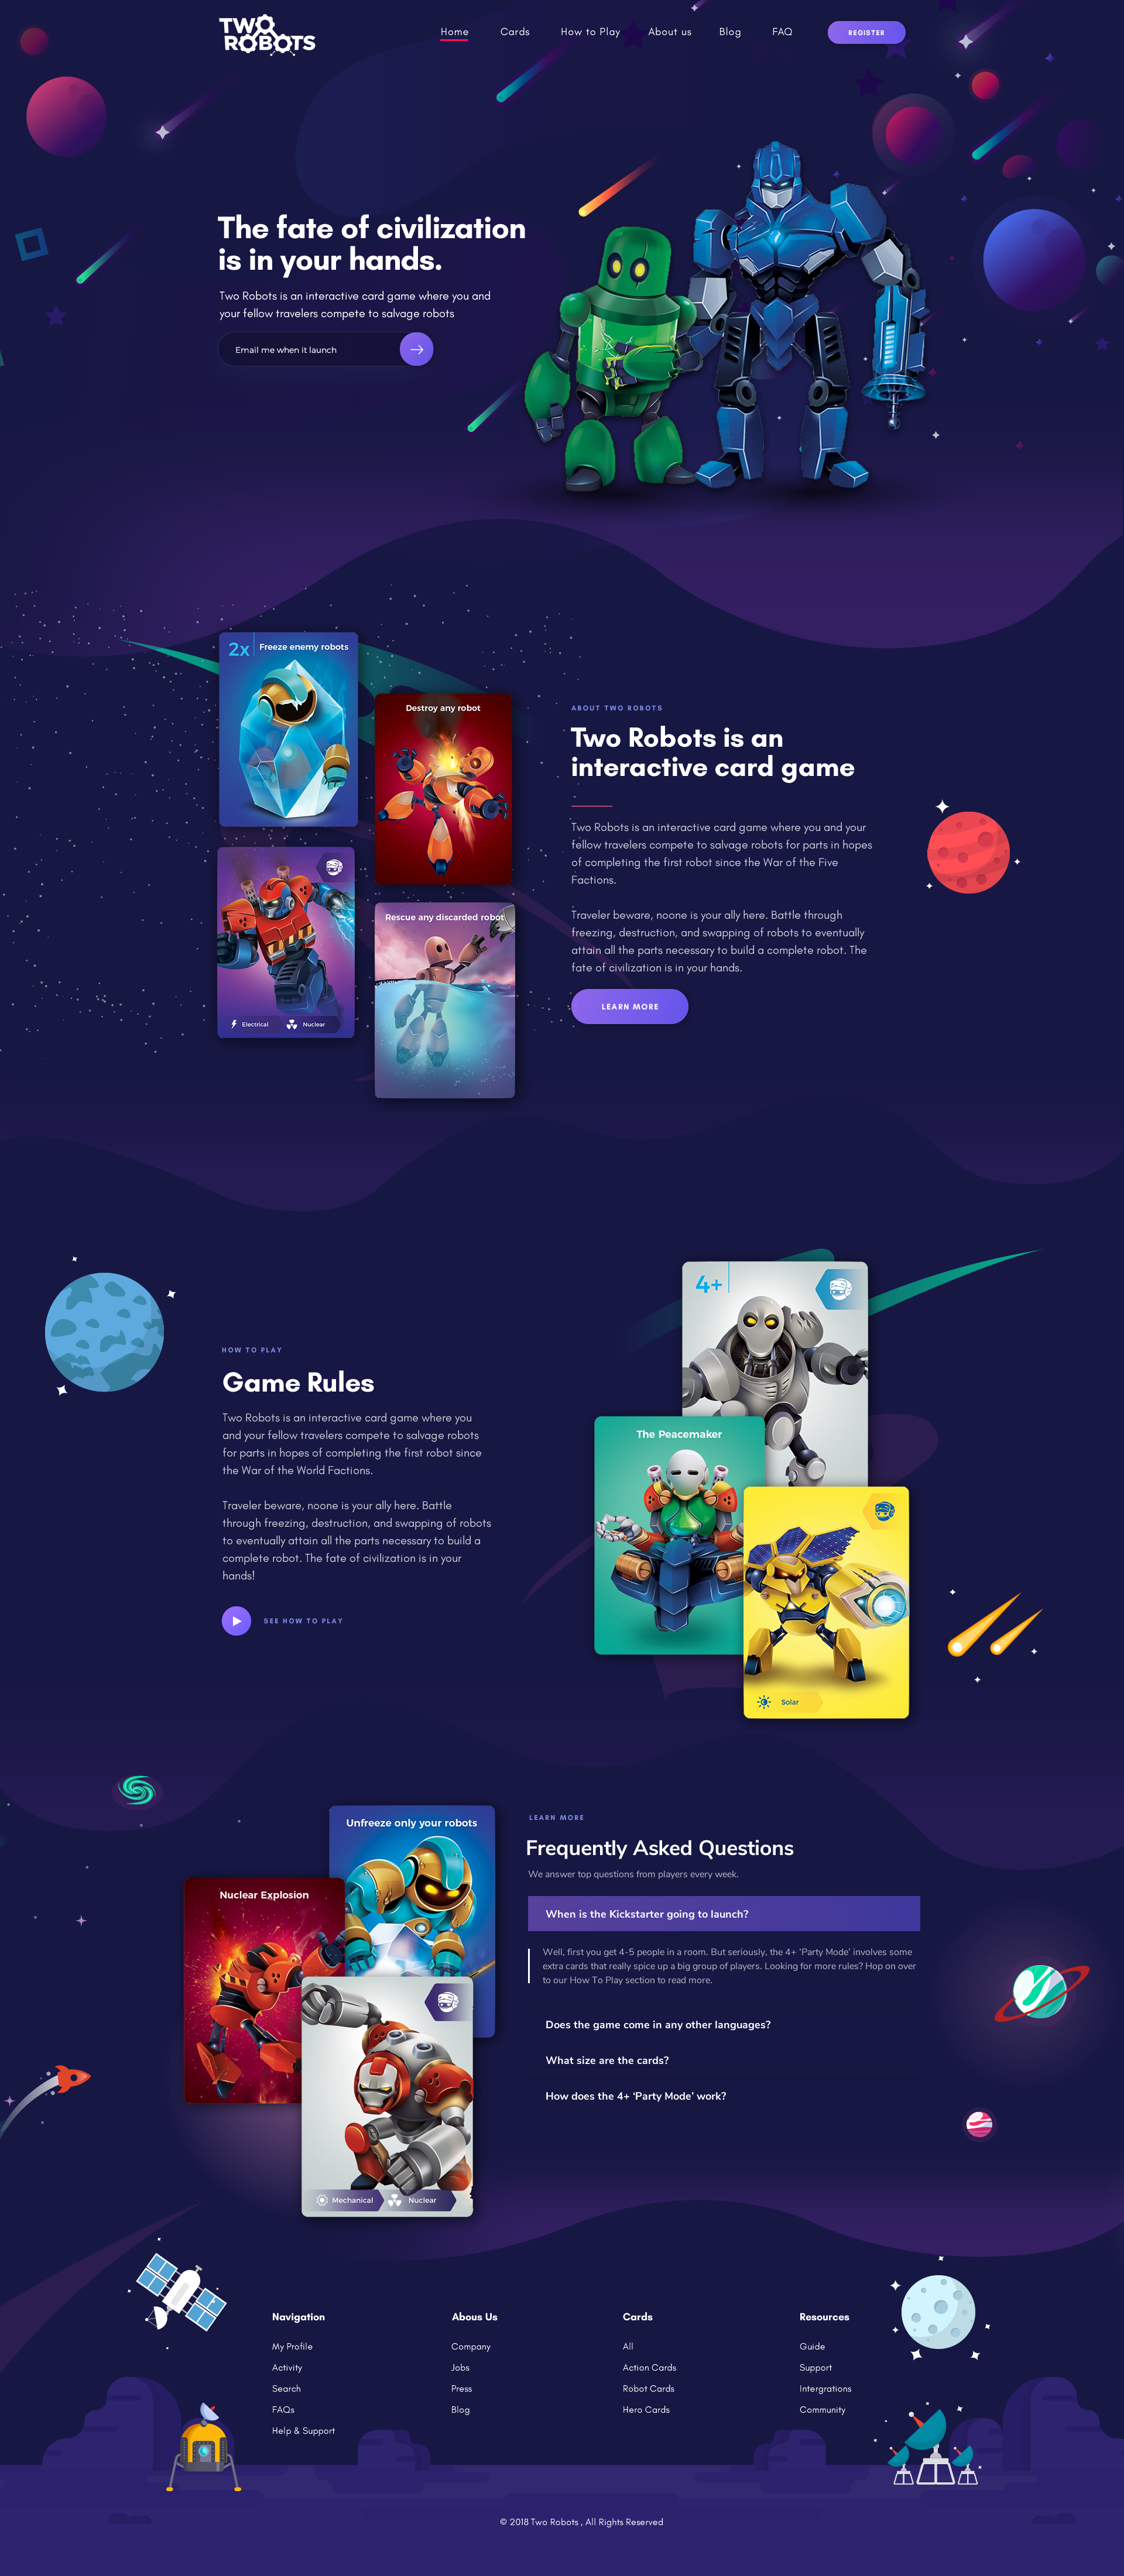 TWO
ROBOTS
Home Cards How to Play About us Blog FAQ REGISTER
The fate of civilization
is in your hands.
Two Robots is an interactive card game where you and
your fellow travelers compete to salvage robots
Email me when it launch
2x Freeze enemy robots
Destroy any robot
Rescue any discarded robot
Electrical Nuclear
ABOUT TWO ROBOTS
Two Robots is an
interactive card game
Two Robots is an interactive card game where you and your
fellow travelers compete to salvage robots for parts in hopes
of completing the first robot since the War of the Five
Factions.
Traveler beware, noone is your ally here. Battle through
freezing, destruction, and swapping of robots to eventually
attain all the parts necessary to build a complete robot. The
fate of civilization is in your hands.
LEARN MORE
HOW TO PLAY
Game Rules
Two Robots is an interactive card game where you
and your fellow travelers compete to salvage robots
for parts in hopes of completing the first robot since
the War of the World Factions.
Traveler beware, noone is your ally here. Battle
through freezing, destruction, and swapping of robots
to eventually attain all the parts necessary to build a
complete robot. The fate of civilization is in your
hands!
SEE HOW TO PLAY
4+
The Peacemaker
Solar
Unfreeze only your robots
Nuclear Explosion
Mechanical Nuclear
LEARN MORE
Frequently Asked Questions
We answer top questions from players every week.
When is the Kickstarter going to launch?
Well, first you get 4-5 people in a room. But seriously, the 4+ ‘Party Mode’ involves some
extra cards that really spice up a big group of players. Looking for more rules? Hop on over
to our How To Play section to read more.
Does the game come in any other languages?
What size are the cards?
How does the 4+ ‘Party Mode’ work?
Navigation
My Profile
Activity
Search
FAQs
Help & Support
Abous Us
Company
Jobs
Press
Blog
Cards
All
Action Cards
Robot Cards
Hero Cards
Resources
Guide
Support
Intergrations
Community
© 2018 Two Robots , All Rights Reserved